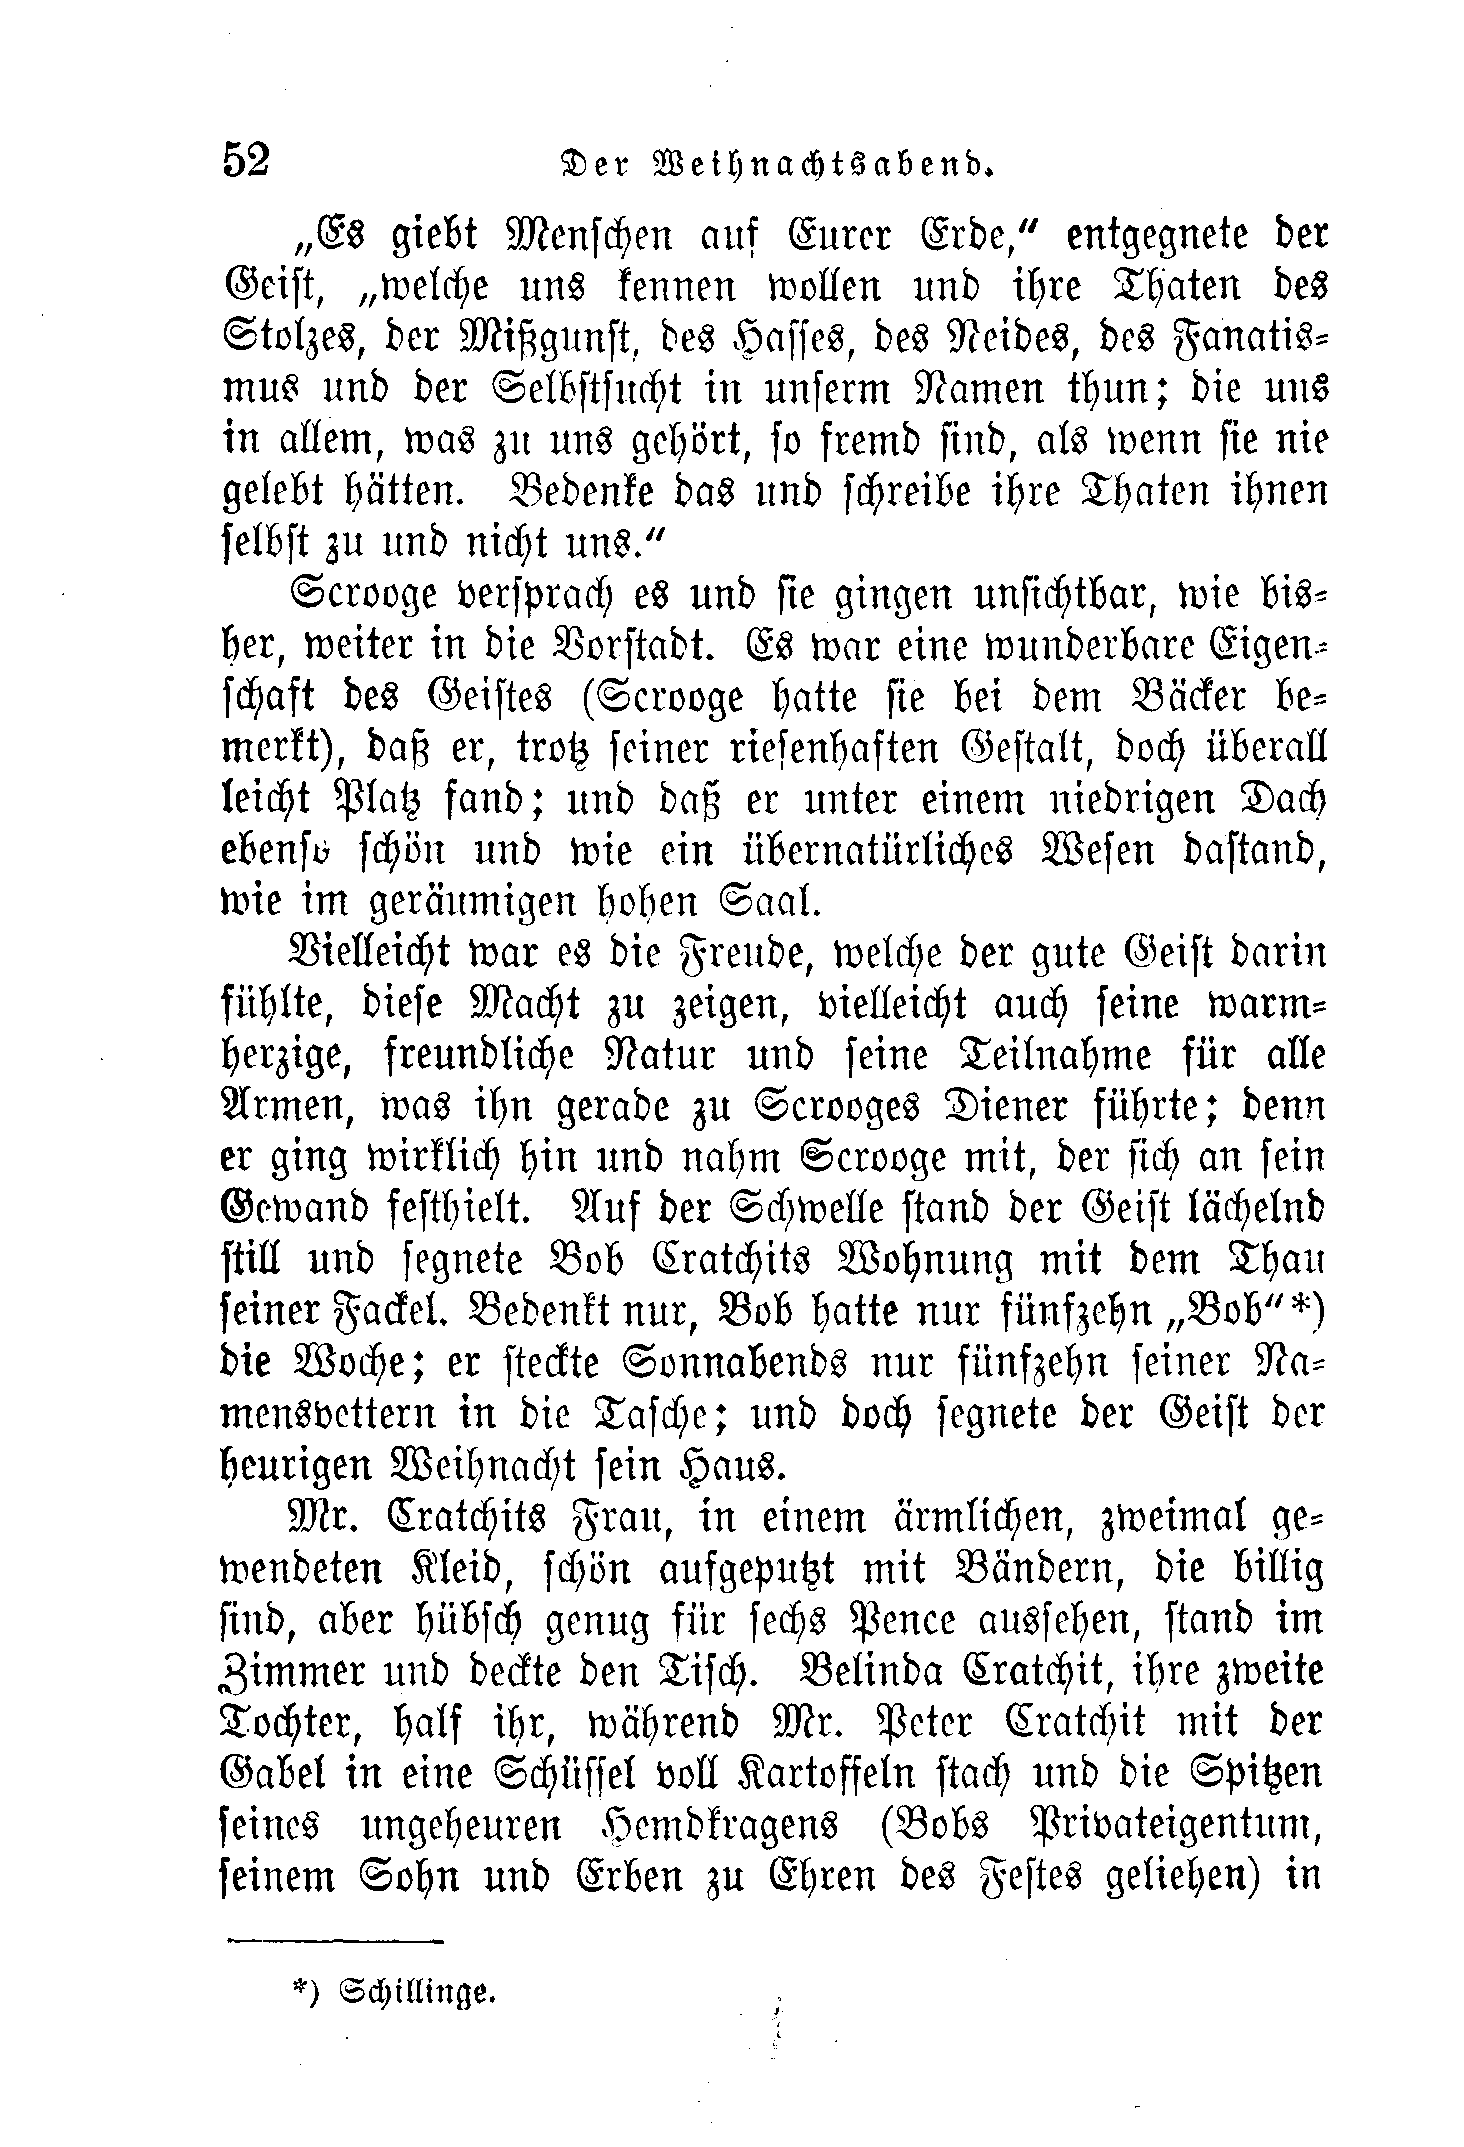 52 Der Weihnachtsabend.
„Es giebt Menschen auf Eurer Erde,“ entgegnete der
Geist, „welche uns kennen wollen und ihre Thaten des
Stolzes, der Mißgunst, des Hasses, des Neides, des Fanatis-
mus und der Selbstsucht in unserm Namen thun; die uns
in allem, was zu uns gehört, so fremd sind, als wenn sie nie
gelebt hätten. Bedenke das und schreibe ihre Thaten ihnen
selbst zu und nicht uns.“
Scrooge versprach es und sie gingen unsichtbar, wie bis-
her, weiter in die Vorstadt. Es war eine wunderbare Eigen-
schaft des Geistes (Scrooge hatte sie bei dem Bäcker be-
merkt), daß er, trotz seiner riesenhaften Gestalt, doch überall
leicht Platz fand; und daß er unter einem niedrigen Dach
ebenso schön und wie ein übernatürliches Wesen dastand,
wie im geräumigen hohen Saal.
Vielleicht war es die Freude, welche der gute Geist darin
fühlte, diese Macht zu zeigen, vielleicht auch seine warm-
herzige, freundliche Natur und seine Teilnahme für alle
Armen, was ihn gerade zu Scrooges Diener führte; denn
er ging wirklich hin und nahm Scrooge mit, der sich an sein
Gewand festhielt. Auf der Schwelle stand der Geist lächelnd
still und segnete Bob Cratchits Wohnung mit dem Thau
seiner Fackel. Bedenkt nur, Bob hatte nur fünfzehn „Bob“*)
die Woche; er steckte Sonnabends nur fünfzehn seiner Na-
mensvettern in die Tasche; und doch segnete der Geist der
heurigen Weihnacht sein Haus.
Mr. Cratchits Frau, in einem ärmlichen, zweimal ge-
wendeten Kleid, schön aufgeputzt mit Bändern, die billig
sind, aber hübsch genug für sechs Pence aussehen, stand im
Zimmer und deckte den Tisch. Belinda Cratchit, ihre zweite
Tochter, half ihr, während Mr. Peter Cratchit mit der
Gabel in eine Schüssel voll Kartoffeln stach und die Spitzen
seines ungeheuren Hemdkragens (Bobs Privateigentum,
seinem Sohn und Erben zu Ehren des Festes geliehen) in
*) Schillinge.